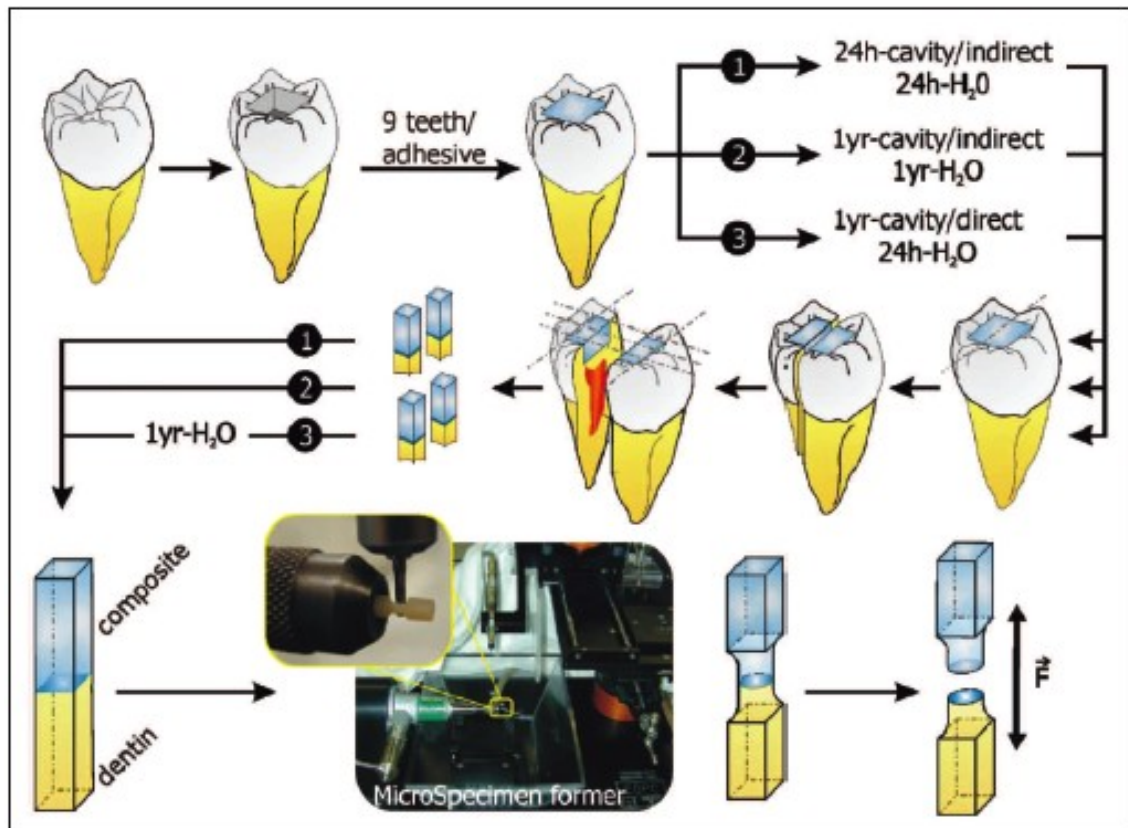 9 teeth/
adhesive
1
24h-cavity/indirect
24h-H₂0
2
1yr-cavity/indirect
1yr-H₂O
3
1yr-cavity/direct
24h-H₂O
1
2
1yr-H₂O
3
composite
dentin
MicroSpecimen former
F